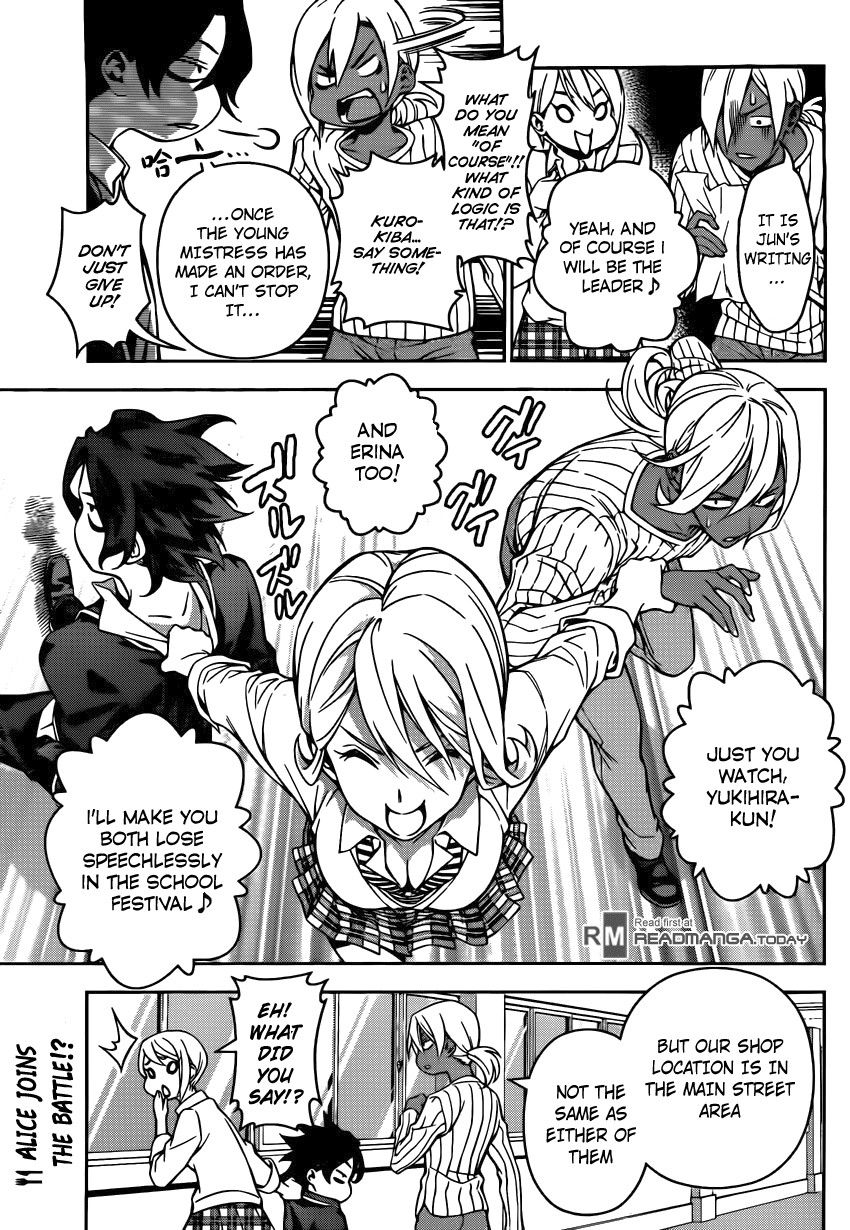 IT IS
JUN'S
WRITING
...
YEAH, AND
OF COURSE I
WILL BE THE
LEADER♪
WHAT
DO YOU
MEAN
"OF
COURSE"!!
WHAT
KIND OF
LOGIC IS
THAT!?
KURO-
KIBA...
SAY SOME-
THING!
哈ー…
...ONCE
THE YOUNG
MISTRESS HAS
MADE AN ORDER,
I CAN'T STOP
IT...
DON'T
JUST
GIVE
UP!
AND
ERINA
TOO!
グイグイ
ズルズル
JUST YOU
WATCH,
YUKIHIRA-
KUN!
I'LL MAKE YOU
BOTH LOSE
SPEECHLESSLY
IN THE SCHOOL
FESTIVAL♪
RM
Read first at
READMANGA.TODAY
BUT OUR SHOP
LOCATION IS IN
THE MAIN STREET
AREA
NOT THE
SAME AS
EITHER OF
THEM
EH!
WHAT
DID
YOU
SAY!?
ALICE JOINS
THE BATTLE!?